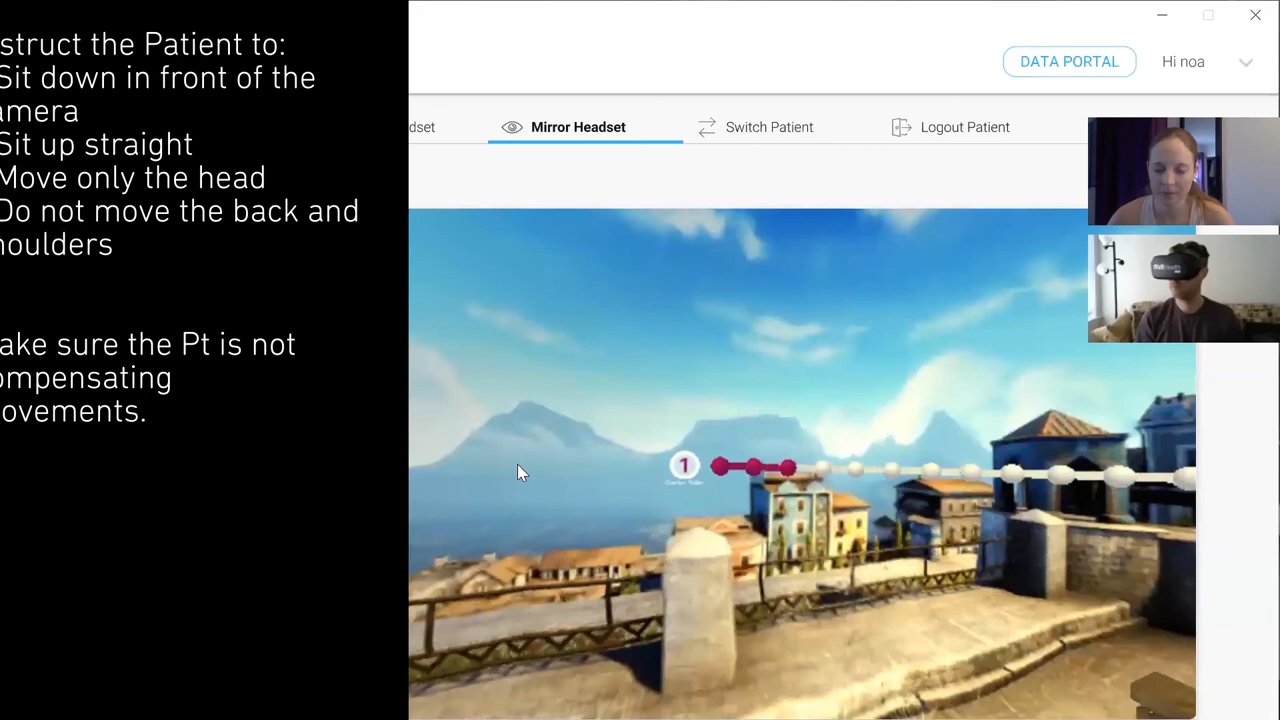 struct the Patient to:
Sit down in front of the
amera
Sit up straight
Move only the head
Do not move the back and
houlders
ake sure the Pt is not
ompensating
ovements.
DATA PORTAL
Hi noa
dset
Mirror Headset
Switch Patient
Logout Patient
1